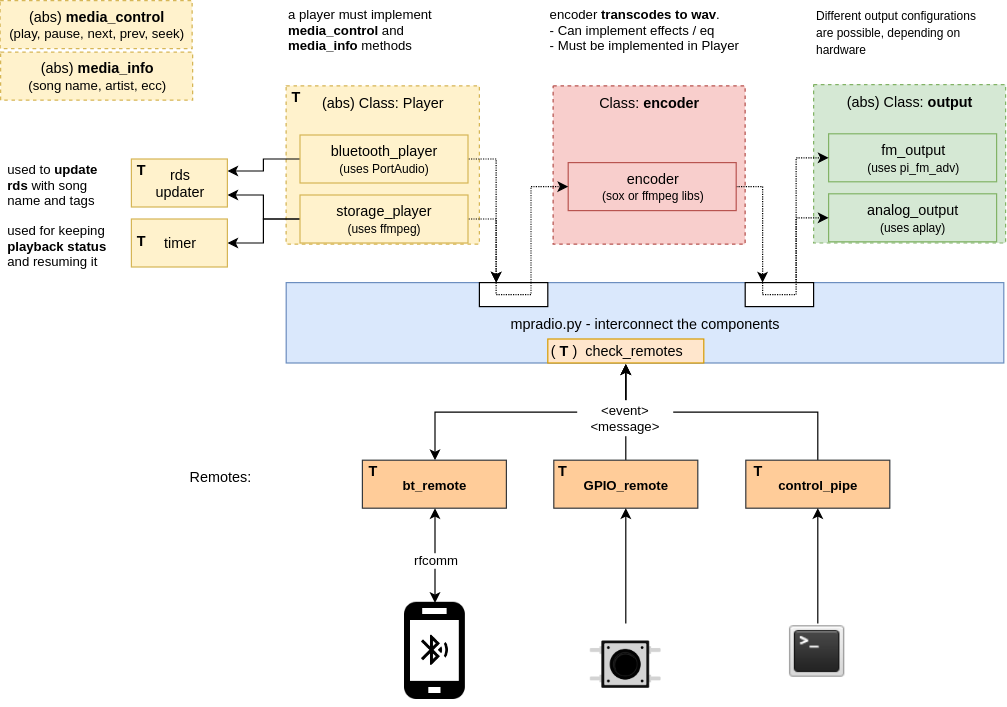 (abs) media_control
(play, pause, next, prev, seek)
(abs) media_info
(song name, artist, ecc)
a player must implement
media_control and
media_info methods
encoder transcodes to wav.
- Can implement effects / eq
- Must be implemented in Player
Different output configurations
are possible, depending on
hardware
T
(abs) Class: Player
bluetooth_player
(uses PortAudio)
storage_player
(uses ffmpeg)
Class: encoder
encoder
(sox or ffmpeg libs)
(abs) Class: output
fm_output
(uses pi_fm_adv)
analog_output
(uses aplay)
used to update
rds with song
name and tags
T
rds
updater
used for keeping
playback status
and resuming it
T
timer
mpradio.py - interconnect the components
( T ) check_remotes
<event>
<message>
Remotes:
T
bt_remote
T
GPIO_remote
T
control_pipe
rfcomm
>_